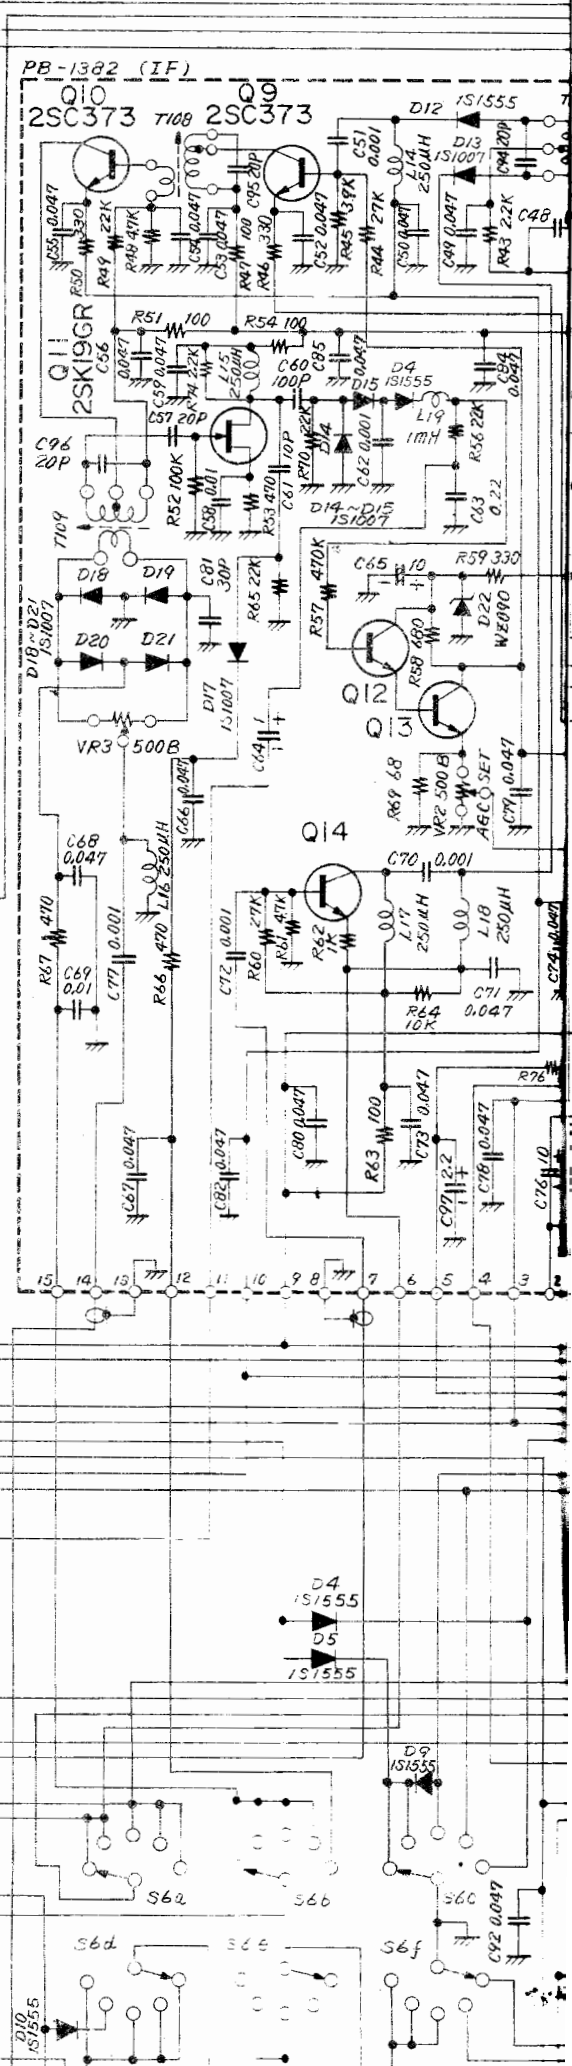 PB-1382 (IF)
Q10
2SC373
T108
Q9
2SC373
D12
1S1555
C51
0.001
L14
250μH
D13
1S1007
C94 20P
C95 20P
C55 0.047
R50 330
R49 22K
R48 47K
C54 0.047
C53 0.047
R47 100
R46 330
C52 0.047
R45
R44 27K
C50 0.047
C49 0.047
R43 2.2K
C48
Q11
2SK19GR
R51 100
R54 100
C56
0.047
C59 0.047
R74 22K
L15
250μH
C60
100P
C85
0.047
D15
D4
1S1555
C84
0.047
C57 20P
C96
20P
R52 100K
C58 0.01
R53 470
C61 10P
R70 22K
D14
C62 0.001
L19
1mH
R56 22K
C63
0.22
D14~D15
1S1007
T109
D18
D19
D18~D21
1S1007
D20
D21
C81
30P
R65 22K
R57 470K
C65 10
R59 330
D22
WZ090
R58 680
Q12
Q13
D17
1S1007
VR3 500B
C64 1
C66 0.047
R69 68
VR2 500B
AGC SET
C79 0.047
C68
0.047
L16 250μH
Q14
C70 0.001
R67 470
C69
0.01
C77 0.001
R66 470
C72 0.001
R60 27K
R61 47K
R62
1K
L17
250μH
L18
250μH
C71
0.047
C74 0.047
R64
10K
R76
C80 0.047
R63 100
C73 0.047
C97 2.2
C78 0.047
C76 10
C67 0.047
C82 0.047
15 14 13 12 11 10 9 8 7 6 5 4 3 2
D4
1S1555
D5
1S1555
D9
1S1555
S6a
S6b
S6c
C92 0.047
S6d
S6f
D10
1S1555